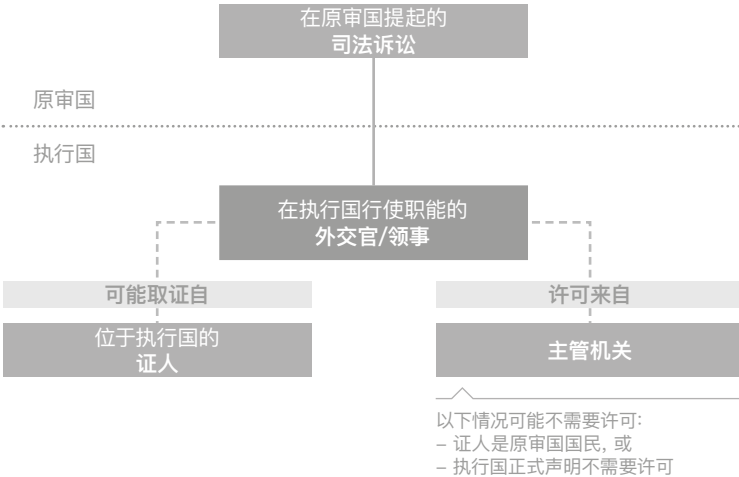 在原审国提起的
司法诉讼
原审国
执行国
在执行国行使职能的
外交官/领事
可能取证自
许可来自
位于执行国的
证人
主管机关
以下情况可能不需要许可:
– 证人是原审国国民, 或
– 执行国正式声明不需要许可